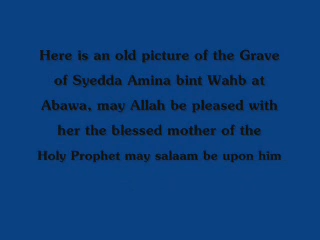 Here is an old picture of the Grave
of Syedda Amina bint Wahb at
Abawa, may Allah be pleased with
her the blessed mother of the
Holy Prophet may salaam be upon him